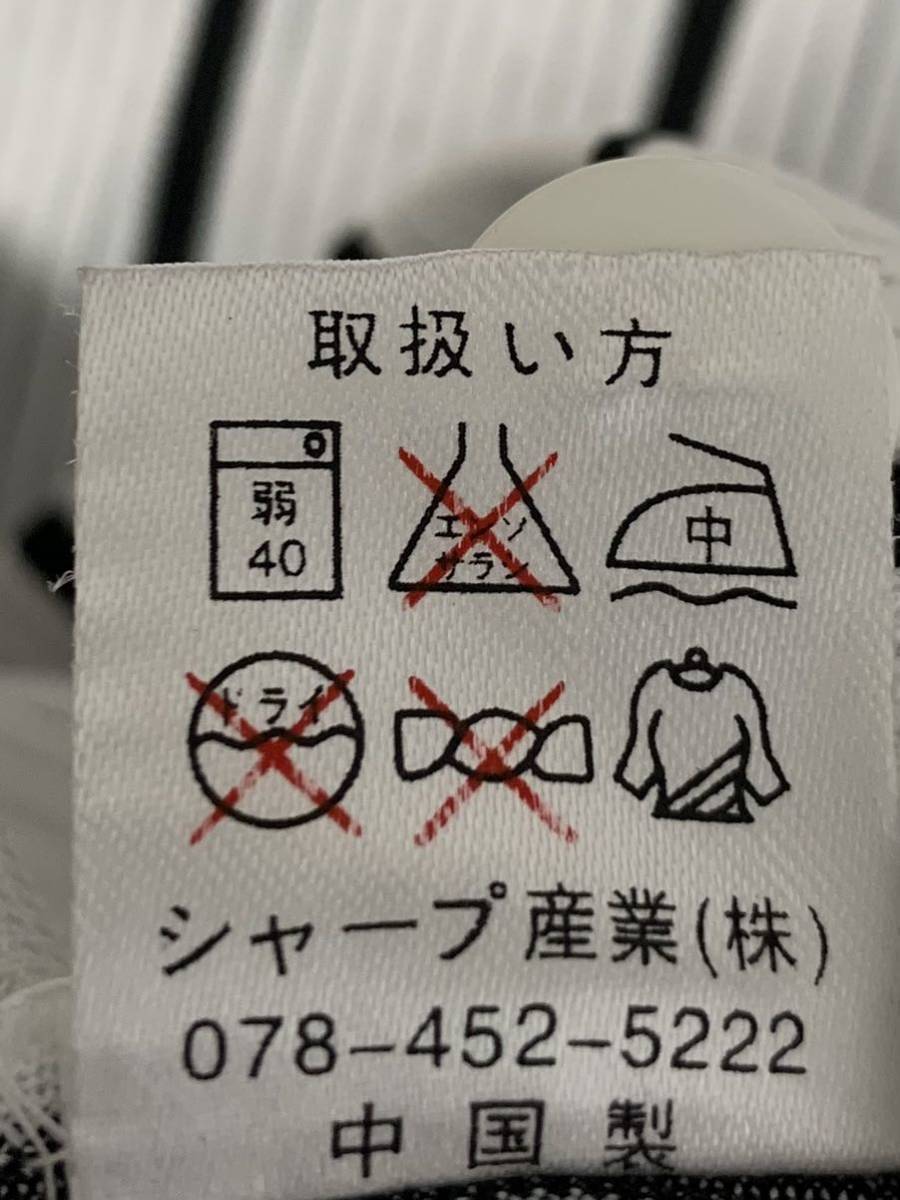 取扱い方
弱
40
エンソ
サラシ
中
ドライ
シャープ産業(株)
078-452-5222
中国製